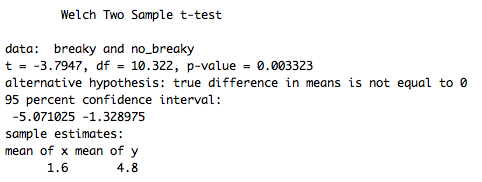 Welch Two Sample t-test
data:  breaky and no_breaky
t = -3.7947, df = 10.322, p-value = 0.003323
alternative hypothesis: true difference in means is not equal to 0
95 percent confidence interval:
 -5.071025 -1.328975
sample estimates:
mean of x mean of y
      1.6       4.8